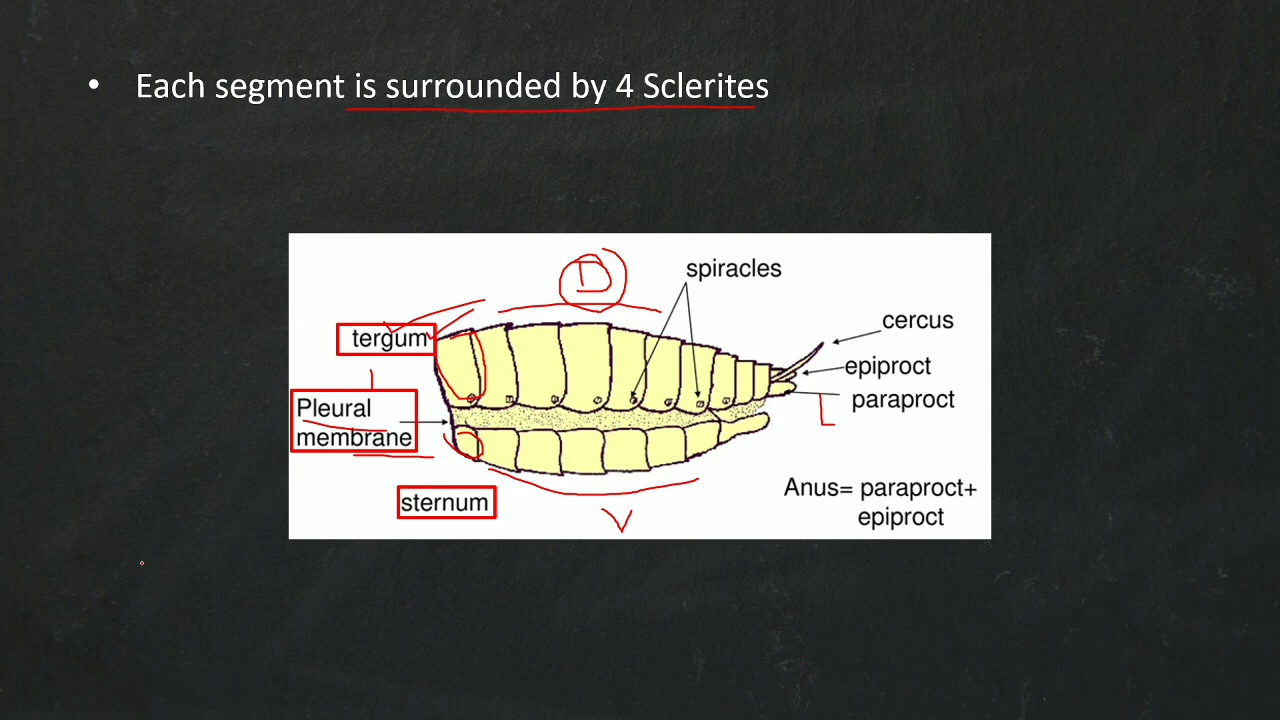 • Each segment is surrounded by 4 Sclerites
D
spiracles
cercus
tergum
epiproct
paraproct
Pleural
membrane
L
sternum
Anus= paraproct+
epiproct
V